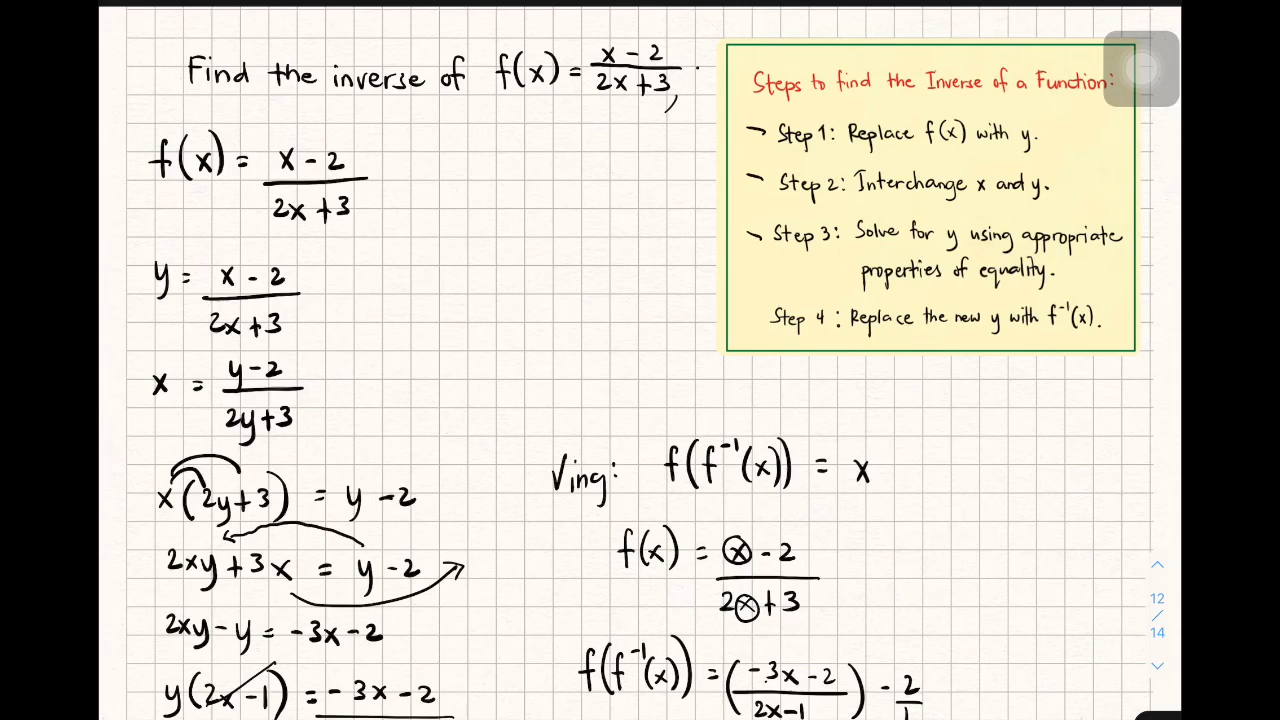 Find the inverse of f(x) = x - 2 / 2x + 3,
Steps to find the Inverse of a Function:
Step 1: Replace f(x) with y.
Step 2: Interchange x and y.
Step 3: Solve for y using appropriate
properties of equality.
Step 4: Replace the new y with f⁻¹(x).
f(x) = x - 2 / 2x + 3
y = x - 2 / 2x + 3
x = y - 2 / 2y + 3
x(2y + 3) = y - 2
2xy + 3x = y - 2
2xy - y = -3x - 2
y(2x - 1) = -3x - 2
√ing: f(f⁻¹(x)) = x
f(x) = x - 2 / 2x + 3
f(f⁻¹(x)) = (-3x - 2 / 2x - 1) - 2 / 1
12
/
14